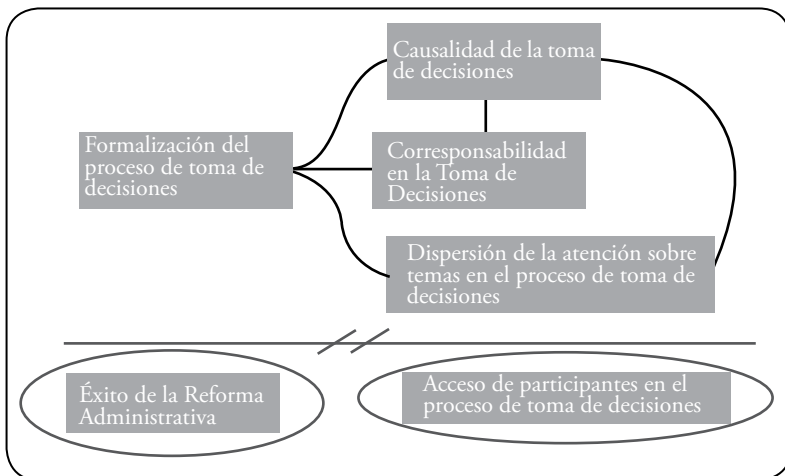 Causalidad de la toma
de decisiones
Formalización del
proceso de toma de
decisiones
Corresponsabilidad
en la Toma de
Decisiones
Dispersión de la atención sobre
temas en el proceso de toma de
decisiones
Éxito de la Reforma
Administrativa
Acceso de participantes en el
proceso de toma de decisiones